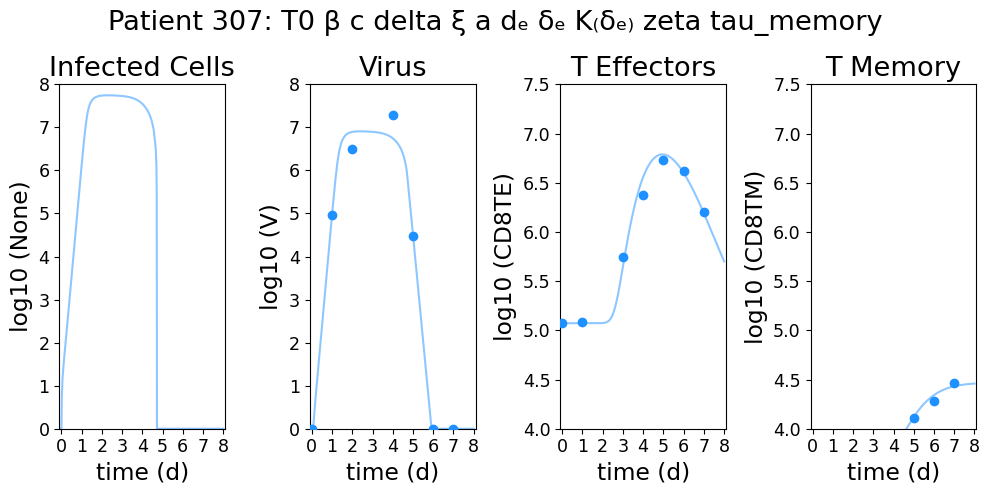 Patient 307: T0 β c delta ξ a dₑ δₑ K₍δₑ₎ zeta tau_memory
Infected Cells
Virus
T Effectors
T Memory
log10 (None)
8
7
6
5
4
3
2
1
0
0 1 2 3 4 5 6 7 8
time (d)
log10 (V)
8
7
6
5
4
3
2
1
0
0 1 2 3 4 5 6 7 8
time (d)
log10 (CD8TE)
7.5
7.0
6.5
6.0
5.5
5.0
4.5
4.0
0 1 2 3 4 5 6 7 8
time (d)
log10 (CD8TM)
7.5
7.0
6.5
6.0
5.5
5.0
4.5
4.0
0 1 2 3 4 5 6 7 8
time (d)